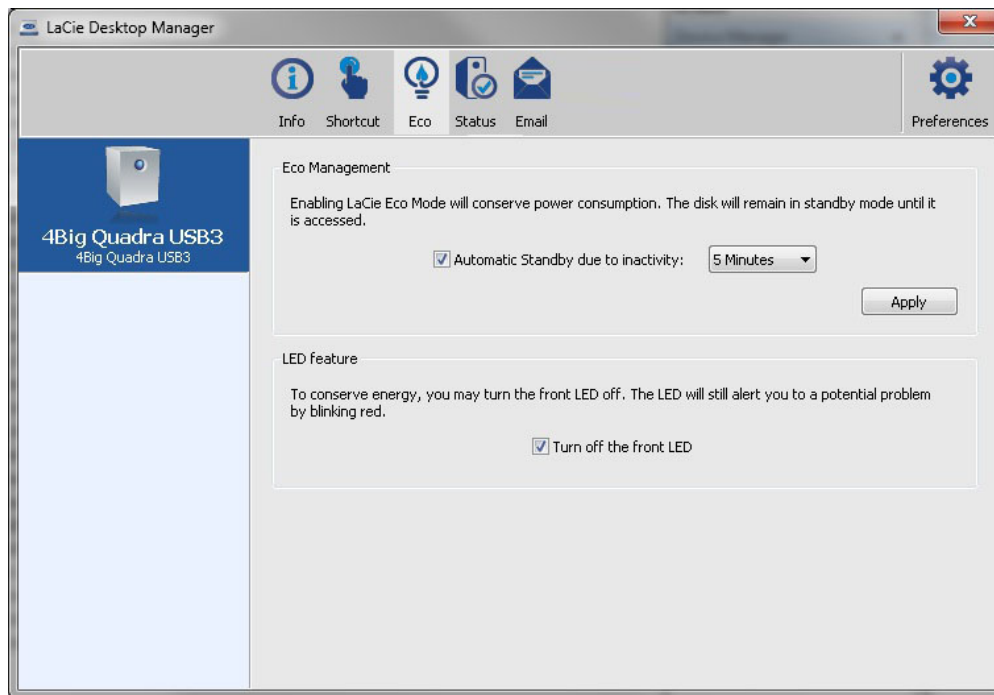 LaCie Desktop Manager
Info Shortcut Eco Status Email Preferences
4Big Quadra USB3
4Big Quadra USB3
Eco Management
Enabling LaCie Eco Mode will conserve power consumption. The disk will remain in standby mode until it
is accessed.
Automatic Standby due to inactivity: 5 Minutes
Apply
LED feature
To conserve energy, you may turn the front LED off. The LED will still alert you to a potential problem
by blinking red.
Turn off the front LED